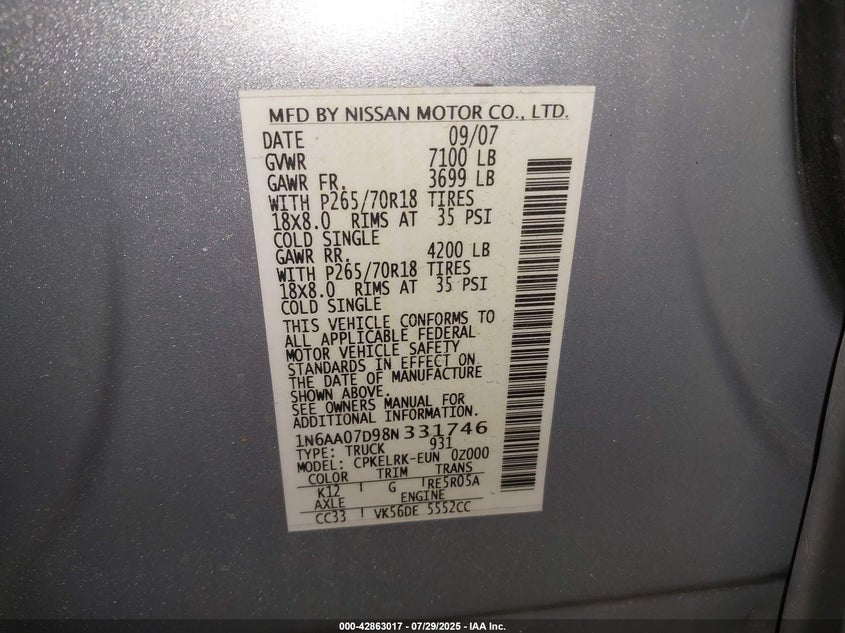 MFD BY NISSAN MOTOR CO., LTD.
DATE 09/07
GVWR 7100 LB
GAWR FR. 3699 LB
WITH P265/70R18 TIRES
18X8.0 RIMS AT 35 PSI
COLD SINGLE
GAWR RR. 4200 LB
WITH P265/70R18 TIRES
18X8.0 RIMS AT 35 PSI
COLD SINGLE
THIS VEHICLE CONFORMS TO
ALL APPLICABLE FEDERAL
MOTOR VEHICLE SAFETY
STANDARDS IN EFFECT ON
THE DATE OF MANUFACTURE
SHOWN ABOVE.
SEE OWNERS MANUAL FOR
ADDITIONAL INFORMATION.
1N6AA07D98N331746
TYPE: TRUCK 931
MODEL: CPKELRK-EUN 0Z000
COLOR TRIM TRANS
K12 ! G !RE5R05A
AXLE ENGINE
CC33 ! VK56DE 5552CC
000-42863017 - 07/29/2025 - IAA Inc.